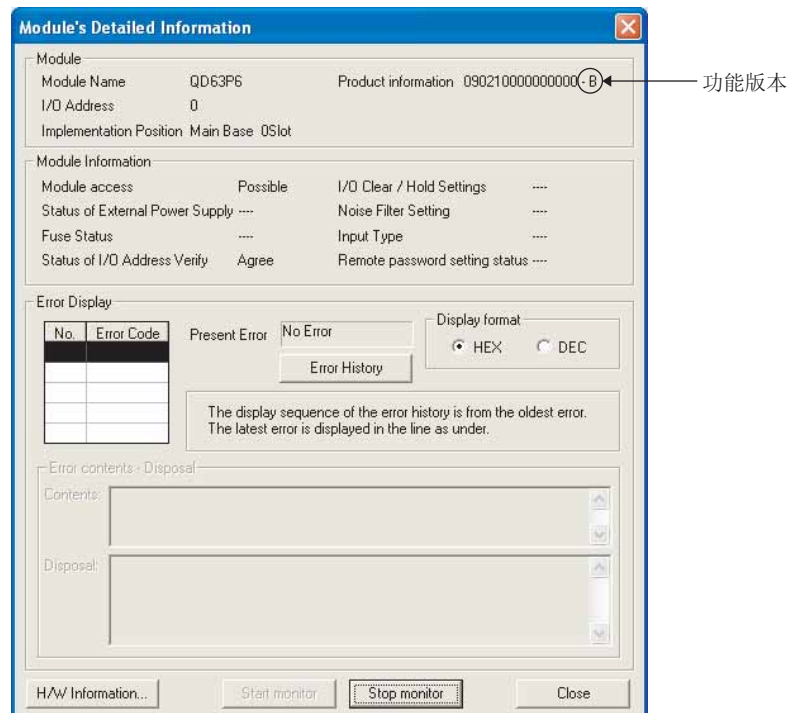 Module's Detailed Information
Module
Module Name QD63P6 Product information 090210000000000 - B
功能版本
I/O Address 0
Implementation Position Main Base 0Slot
Module Information
Module access Possible I/O Clear / Hold Settings ----
Status of External Power Supply ---- Noise Filter Setting ----
Fuse Status ---- Input Type ----
Status of I/O Address Verify Agree Remote password setting status ----
Error Display
No. Error Code
Present Error No Error
Display format
HEX DEC
Error History
The display sequence of the error history is from the oldest error.
The latest error is displayed in the line as under.
Error contents - Disposal
Contents:
Disposal:
H/W Information... Start monitor Stop monitor Close